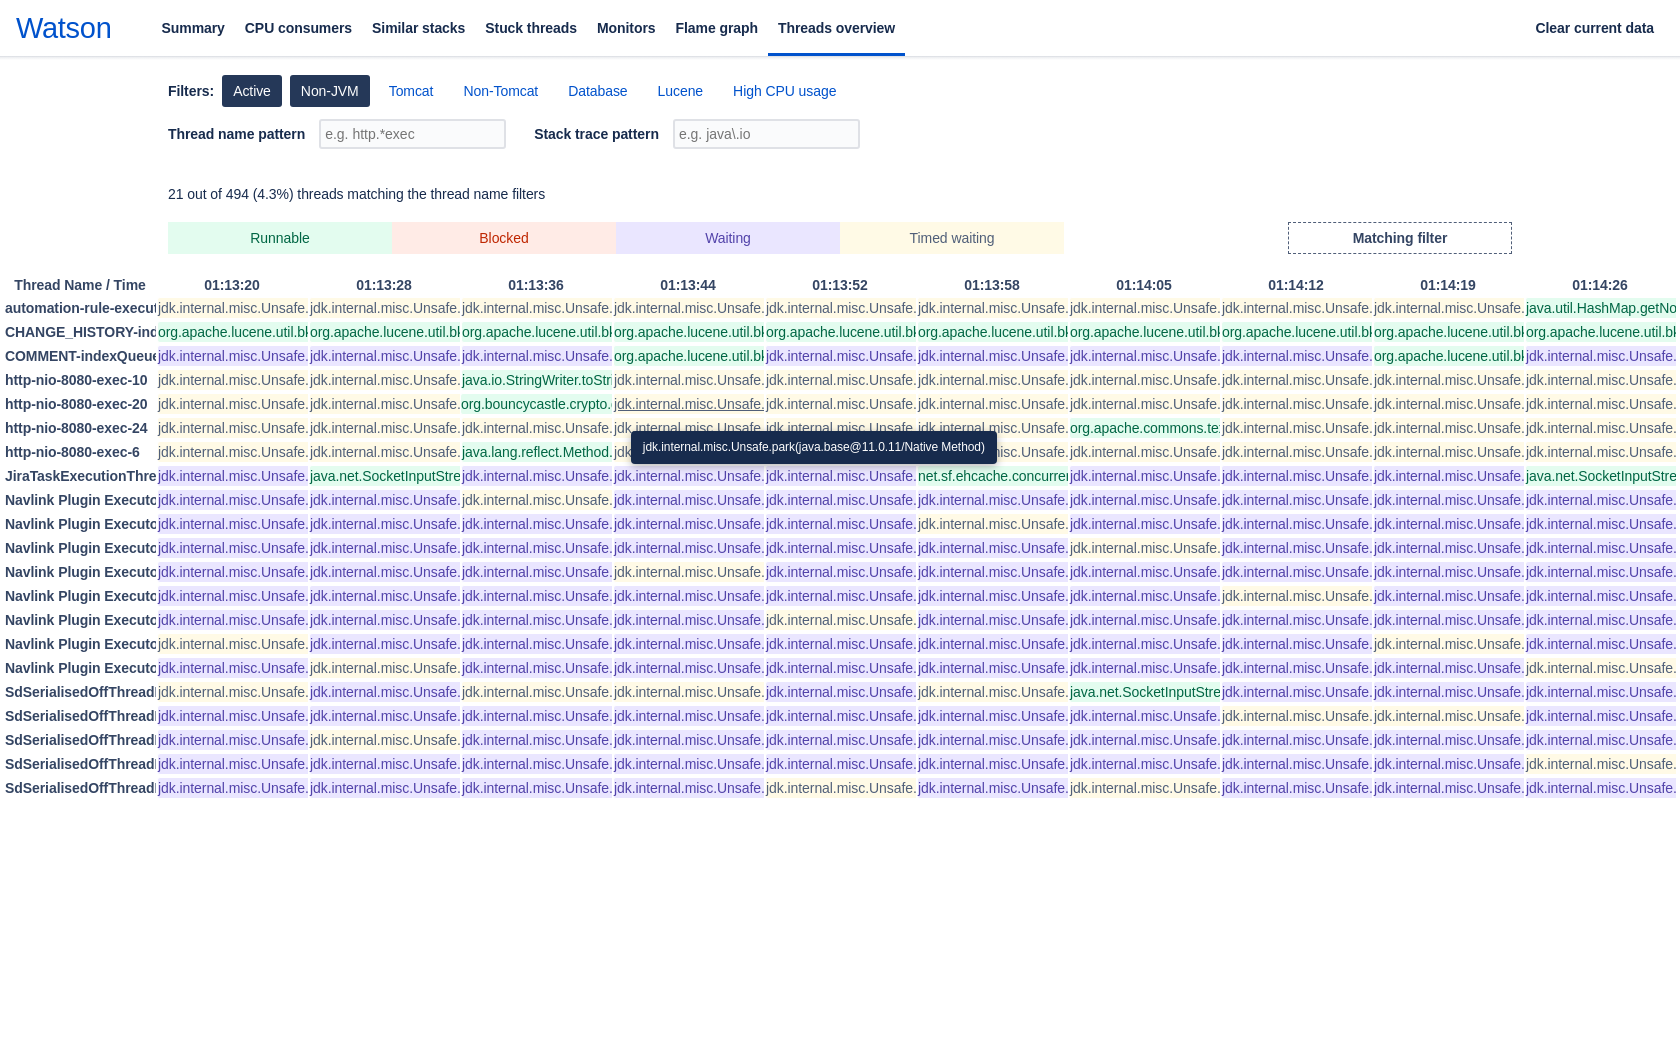 Watson Summary CPU consumers Similar stacks Stuck threads Monitors Flame graph Threads overview Clear current data
Filters: Active Non-JVM Tomcat Non-Tomcat Database Lucene High CPU usage
Thread name pattern e.g. http.*exec Stack trace pattern e.g. java\.io
21 out of 494 (4.3%) threads matching the thread name filters
Runnable Blocked Waiting Timed waiting Matching filter
Thread Name / Time 01:13:20 01:13:28 01:13:36 01:13:44 01:13:52 01:13:58 01:14:05 01:14:12 01:14:19 01:14:26
automation-rule-execut jdk.internal.misc.Unsafe. jdk.internal.misc.Unsafe. jdk.internal.misc.Unsafe. jdk.internal.misc.Unsafe. jdk.internal.misc.Unsafe. jdk.internal.misc.Unsafe. jdk.internal.misc.Unsafe. jdk.internal.misc.Unsafe. jdk.internal.misc.Unsafe. java.util.HashMap.getNo
CHANGE_HISTORY-ind org.apache.lucene.util.bk org.apache.lucene.util.bk org.apache.lucene.util.bk org.apache.lucene.util.bk org.apache.lucene.util.bk org.apache.lucene.util.bk org.apache.lucene.util.bk org.apache.lucene.util.bk org.apache.lucene.util.bk org.apache.lucene.util.bk
COMMENT-indexQueue jdk.internal.misc.Unsafe. jdk.internal.misc.Unsafe. jdk.internal.misc.Unsafe. org.apache.lucene.util.bk jdk.internal.misc.Unsafe. jdk.internal.misc.Unsafe. jdk.internal.misc.Unsafe. jdk.internal.misc.Unsafe. org.apache.lucene.util.bk jdk.internal.misc.Unsafe.
http-nio-8080-exec-10 jdk.internal.misc.Unsafe. jdk.internal.misc.Unsafe. java.io.StringWriter.toStr jdk.internal.misc.Unsafe. jdk.internal.misc.Unsafe. jdk.internal.misc.Unsafe. jdk.internal.misc.Unsafe. jdk.internal.misc.Unsafe. jdk.internal.misc.Unsafe. jdk.internal.misc.Unsafe.
http-nio-8080-exec-20 jdk.internal.misc.Unsafe. jdk.internal.misc.Unsafe. org.bouncycastle.crypto. jdk.internal.misc.Unsafe. jdk.internal.misc.Unsafe. jdk.internal.misc.Unsafe. jdk.internal.misc.Unsafe. jdk.internal.misc.Unsafe. jdk.internal.misc.Unsafe. jdk.internal.misc.Unsafe.
http-nio-8080-exec-24 jdk.internal.misc.Unsafe. jdk.internal.misc.Unsafe. jdk.internal.misc.Unsafe. jdk.internal.misc.Unsafe. jdk.internal.misc.Unsafe. jdk.internal.misc.Unsafe. org.apache.commons.te jdk.internal.misc.Unsafe. jdk.internal.misc.Unsafe. jdk.internal.misc.Unsafe.
jdk.internal.misc.Unsafe.park(java.base@11.0.11/Native Method)
http-nio-8080-exec-6 jdk.internal.misc.Unsafe. jdk.internal.misc.Unsafe. java.lang.reflect.Method. jdk misc.Unsafe. jdk.internal.misc.Unsafe. jdk.internal.misc.Unsafe. jdk.internal.misc.Unsafe. jdk.internal.misc.Unsafe.
JiraTaskExecutionThre jdk.internal.misc.Unsafe. java.net.SocketInputStre jdk.internal.misc.Unsafe. jdk.internal.misc.Unsafe. jdk.internal.misc.Unsafe. net.sf.ehcache.concurre jdk.internal.misc.Unsafe. jdk.internal.misc.Unsafe. jdk.internal.misc.Unsafe. java.net.SocketInputStre
Navlink Plugin Executo jdk.internal.misc.Unsafe. jdk.internal.misc.Unsafe. jdk.internal.misc.Unsafe. jdk.internal.misc.Unsafe. jdk.internal.misc.Unsafe. jdk.internal.misc.Unsafe. jdk.internal.misc.Unsafe. jdk.internal.misc.Unsafe. jdk.internal.misc.Unsafe. jdk.internal.misc.Unsafe.
Navlink Plugin Executo jdk.internal.misc.Unsafe. jdk.internal.misc.Unsafe. jdk.internal.misc.Unsafe. jdk.internal.misc.Unsafe. jdk.internal.misc.Unsafe. jdk.internal.misc.Unsafe. jdk.internal.misc.Unsafe. jdk.internal.misc.Unsafe. jdk.internal.misc.Unsafe. jdk.internal.misc.Unsafe.
Navlink Plugin Executo jdk.internal.misc.Unsafe. jdk.internal.misc.Unsafe. jdk.internal.misc.Unsafe. jdk.internal.misc.Unsafe. jdk.internal.misc.Unsafe. jdk.internal.misc.Unsafe. jdk.internal.misc.Unsafe. jdk.internal.misc.Unsafe. jdk.internal.misc.Unsafe. jdk.internal.misc.Unsafe.
Navlink Plugin Executo jdk.internal.misc.Unsafe. jdk.internal.misc.Unsafe. jdk.internal.misc.Unsafe. jdk.internal.misc.Unsafe. jdk.internal.misc.Unsafe. jdk.internal.misc.Unsafe. jdk.internal.misc.Unsafe. jdk.internal.misc.Unsafe. jdk.internal.misc.Unsafe. jdk.internal.misc.Unsafe.
Navlink Plugin Executo jdk.internal.misc.Unsafe. jdk.internal.misc.Unsafe. jdk.internal.misc.Unsafe. jdk.internal.misc.Unsafe. jdk.internal.misc.Unsafe. jdk.internal.misc.Unsafe. jdk.internal.misc.Unsafe. jdk.internal.misc.Unsafe. jdk.internal.misc.Unsafe. jdk.internal.misc.Unsafe.
Navlink Plugin Executo jdk.internal.misc.Unsafe. jdk.internal.misc.Unsafe. jdk.internal.misc.Unsafe. jdk.internal.misc.Unsafe. jdk.internal.misc.Unsafe. jdk.internal.misc.Unsafe. jdk.internal.misc.Unsafe. jdk.internal.misc.Unsafe. jdk.internal.misc.Unsafe. jdk.internal.misc.Unsafe.
Navlink Plugin Executo jdk.internal.misc.Unsafe. jdk.internal.misc.Unsafe. jdk.internal.misc.Unsafe. jdk.internal.misc.Unsafe. jdk.internal.misc.Unsafe. jdk.internal.misc.Unsafe. jdk.internal.misc.Unsafe. jdk.internal.misc.Unsafe. jdk.internal.misc.Unsafe. jdk.internal.misc.Unsafe.
Navlink Plugin Executo jdk.internal.misc.Unsafe. jdk.internal.misc.Unsafe. jdk.internal.misc.Unsafe. jdk.internal.misc.Unsafe. jdk.internal.misc.Unsafe. jdk.internal.misc.Unsafe. jdk.internal.misc.Unsafe. jdk.internal.misc.Unsafe. jdk.internal.misc.Unsafe. jdk.internal.misc.Unsafe.
SdSerialisedOffThread jdk.internal.misc.Unsafe. jdk.internal.misc.Unsafe. jdk.internal.misc.Unsafe. jdk.internal.misc.Unsafe. jdk.internal.misc.Unsafe. jdk.internal.misc.Unsafe. java.net.SocketInputStre jdk.internal.misc.Unsafe. jdk.internal.misc.Unsafe. jdk.internal.misc.Unsafe.
SdSerialisedOffThread jdk.internal.misc.Unsafe. jdk.internal.misc.Unsafe. jdk.internal.misc.Unsafe. jdk.internal.misc.Unsafe. jdk.internal.misc.Unsafe. jdk.internal.misc.Unsafe. jdk.internal.misc.Unsafe. jdk.internal.misc.Unsafe. jdk.internal.misc.Unsafe. jdk.internal.misc.Unsafe.
SdSerialisedOffThread jdk.internal.misc.Unsafe. jdk.internal.misc.Unsafe. jdk.internal.misc.Unsafe. jdk.internal.misc.Unsafe. jdk.internal.misc.Unsafe. jdk.internal.misc.Unsafe. jdk.internal.misc.Unsafe. jdk.internal.misc.Unsafe. jdk.internal.misc.Unsafe. jdk.internal.misc.Unsafe.
SdSerialisedOffThread jdk.internal.misc.Unsafe. jdk.internal.misc.Unsafe. jdk.internal.misc.Unsafe. jdk.internal.misc.Unsafe. jdk.internal.misc.Unsafe. jdk.internal.misc.Unsafe. jdk.internal.misc.Unsafe. jdk.internal.misc.Unsafe. jdk.internal.misc.Unsafe. jdk.internal.misc.Unsafe.
SdSerialisedOffThread jdk.internal.misc.Unsafe. jdk.internal.misc.Unsafe. jdk.internal.misc.Unsafe. jdk.internal.misc.Unsafe. jdk.internal.misc.Unsafe. jdk.internal.misc.Unsafe. jdk.internal.misc.Unsafe. jdk.internal.misc.Unsafe. jdk.internal.misc.Unsafe. jdk.internal.misc.Unsafe.